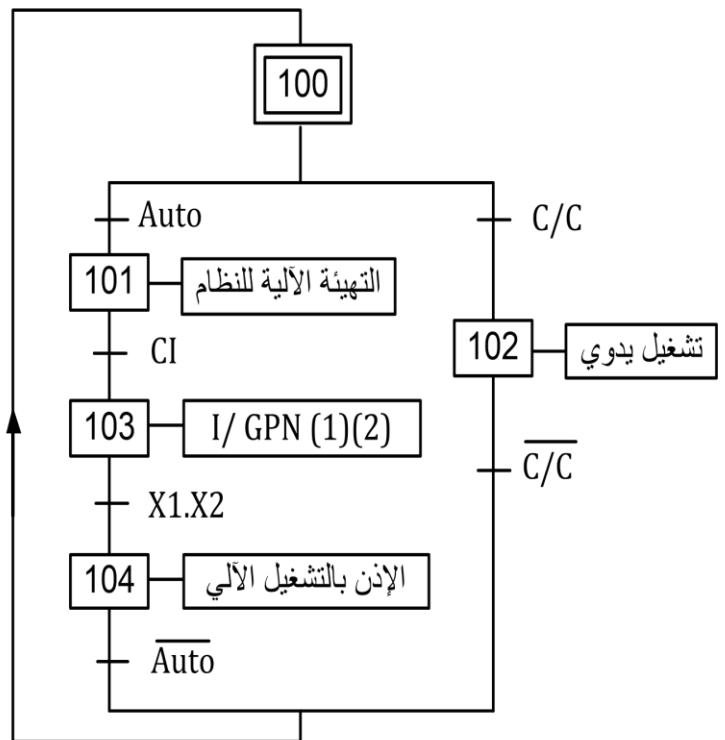 100
Auto
C/C
101
التهيئة الآلية للنظام
CI
102
تشغيل يدوي
103
I/ GPN (1)(2)
C/C̅
X1.X2
104
الإذن بالتشغيل الآلي
A̅u̅t̅o̅